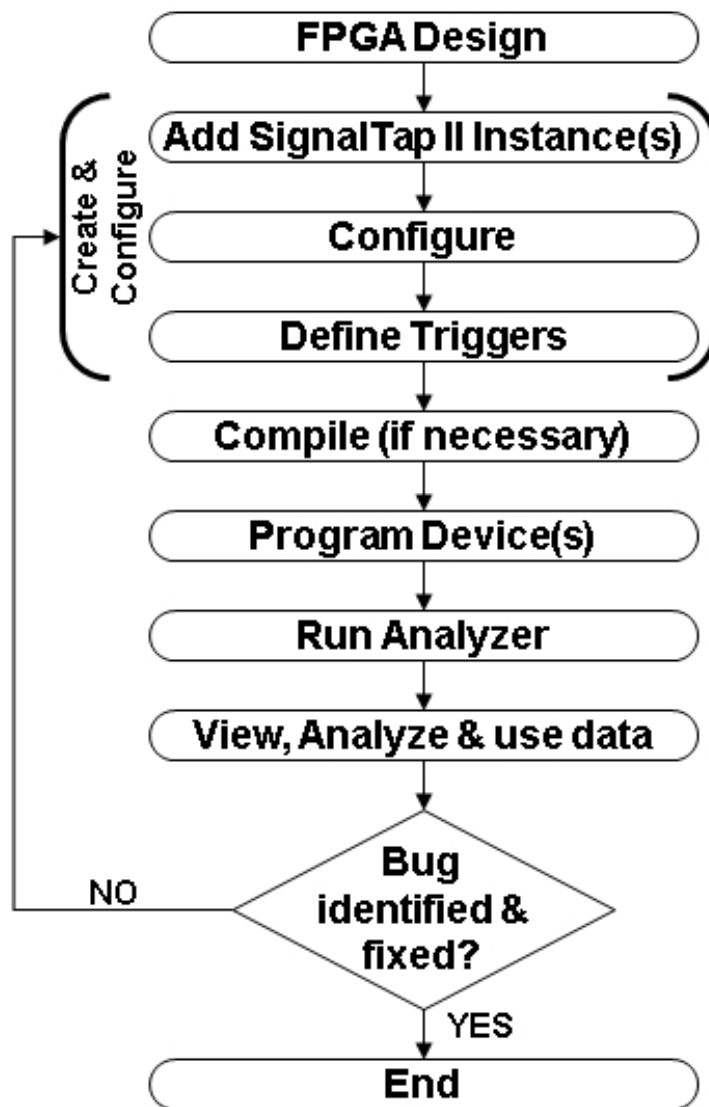 FPGA Design
Add SignalTap II Instance(s)
Create &
Configure
Configure
Define Triggers
Compile (if necessary)
Program Device(s)
Run Analyzer
View, Analyze & use data
Bug
identified &
fixed?
NO
YES
End